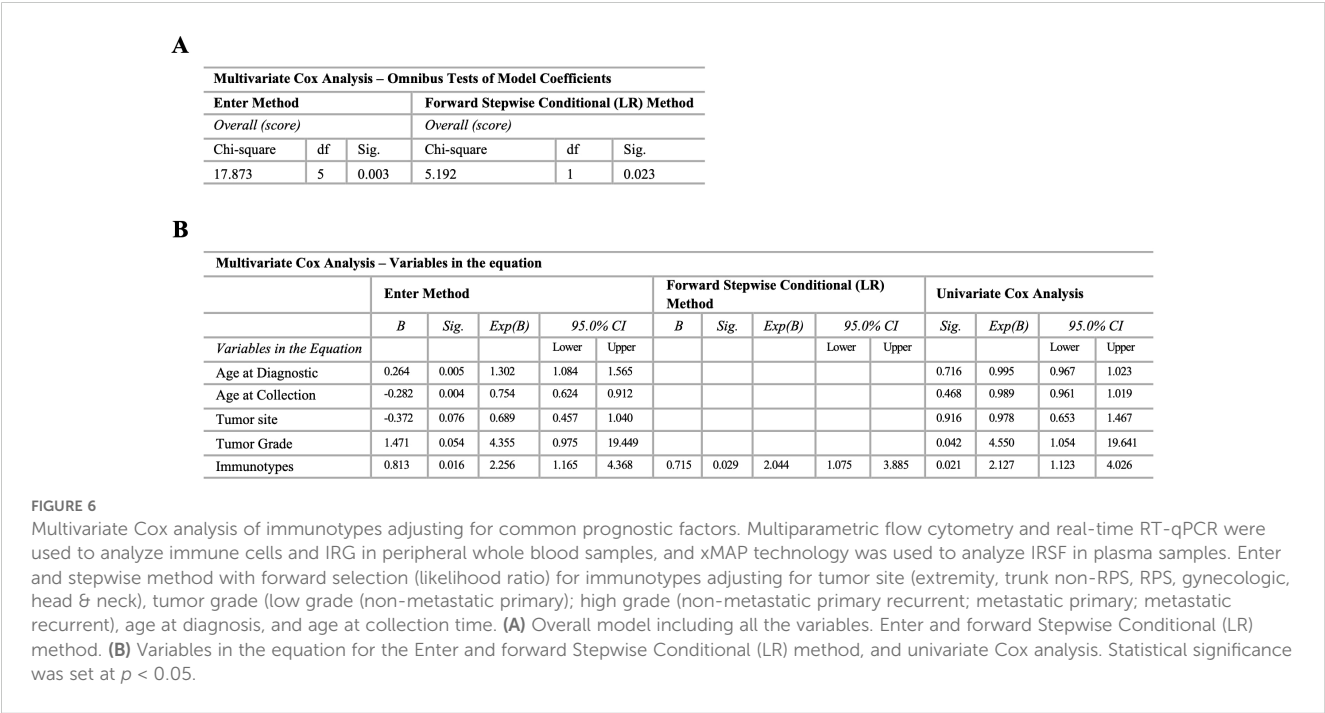 A
Multivariate Cox Analysis – Omnibus Tests of Model Coefficients
Enter Method Forward Stepwise Conditional (LR) Method
Overall (score) Overall (score)
Chi-square df Sig. Chi-square df Sig.
17.873 5 0.003 5.192 1 0.023
B
Multivariate Cox Analysis – Variables in the equation
Enter Method Forward Stepwise Conditional (LR) Method Univariate Cox Analysis
B Sig. Exp(B) 95.0% CI B Sig. Exp(B) 95.0% CI Sig. Exp(B) 95.0% CI
Variables in the Equation Lower Upper Lower Upper Lower Upper
Age at Diagnostic 0.264 0.005 1.302 1.084 1.565 0.716 0.995 0.967 1.023
Age at Collection -0.282 0.004 0.754 0.624 0.912 0.468 0.989 0.961 1.019
Tumor site -0.372 0.076 0.689 0.457 1.040 0.916 0.978 0.653 1.467
Tumor Grade 1.471 0.054 4.355 0.975 19.449 0.042 4.550 1.054 19.641
Immunotypes 0.813 0.016 2.256 1.165 4.368 0.715 0.029 2.044 1.075 3.885 0.021 2.127 1.123 4.026
FIGURE 6
Multivariate Cox analysis of immunotypes adjusting for common prognostic factors. Multiparametric flow cytometry and real-time RT-qPCR were
used to analyze immune cells and IRG in peripheral whole blood samples, and xMAP technology was used to analyze IRSF in plasma samples. Enter
and stepwise method with forward selection (likelihood ratio) for immunotypes adjusting for tumor site (extremity, trunk non-RPS, RPS, gynecologic,
head & neck), tumor grade (low grade (non-metastatic primary); high grade (non-metastatic primary recurrent; metastatic primary; metastatic
recurrent), age at diagnosis, and age at collection time. (A) Overall model including all the variables. Enter and forward Stepwise Conditional (LR)
method. (B) Variables in the equation for the Enter and forward Stepwise Conditional (LR) method, and univariate Cox analysis. Statistical significance
was set at p < 0.05.